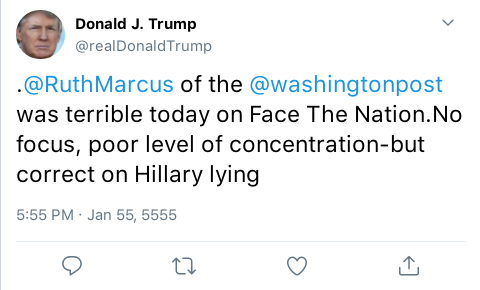 Donald J. Trump
@realDonaldTrump
.@RuthMarcus of the @washingtonpost
was terrible today on Face The Nation.No
focus, poor level of concentration-but
correct on Hillary lying
5:55 PM · Jan 55, 5555